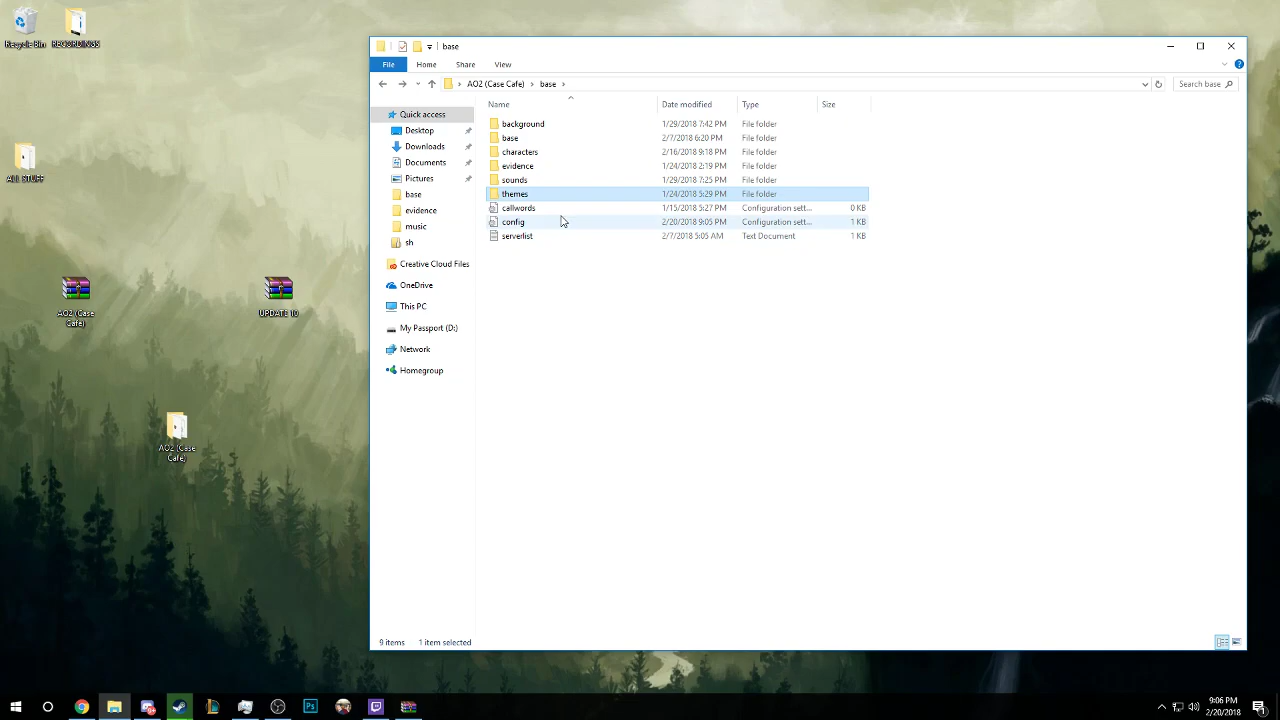 Recycle Bin
RECORDINGS
ALL STUFF
AO2 (Case
Cafe)
UPDATE 10
AO2 (Case
Cafe)
base
File
Home
Share
View
AO2 (Case Cafe)
base
Search base
Quick access
Desktop
Downloads
Documents
Pictures
base
evidence
music
sh
Creative Cloud Files
OneDrive
This PC
My Passport (D:)
Network
Homegroup
Name Date modified Type Size
background 1/29/2018 7:42 PM File folder
base 2/7/2018 6:20 PM File folder
characters 2/16/2018 9:18 PM File folder
evidence 1/24/2018 2:19 PM File folder
sounds 1/29/2018 7:25 PM File folder
themes 1/24/2018 5:29 PM File folder
callwords 1/15/2018 5:27 PM Configuration sett... 0 KB
config 2/20/2018 9:05 PM Configuration sett... 1 KB
serverlist 2/7/2018 5:05 AM Text Document 1 KB
9 items 1 item selected
Ps
9:06 PM
2/20/2018